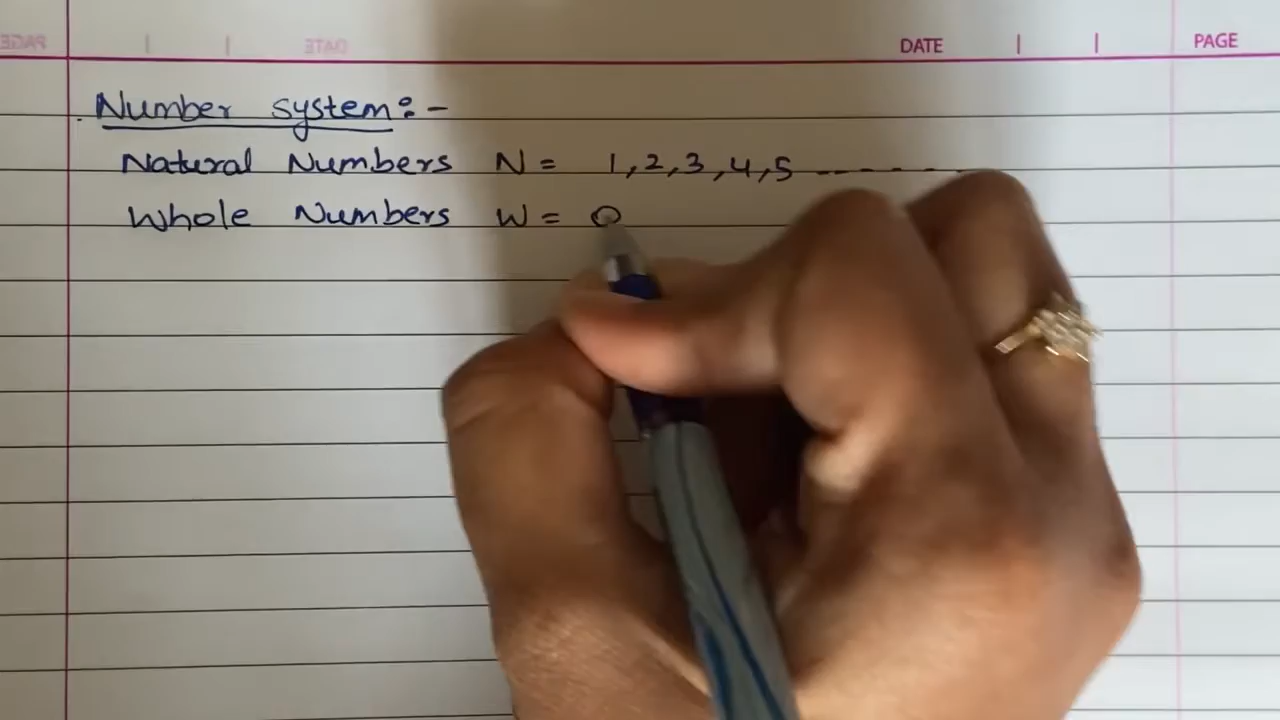 DATE | | PAGE
Number system:-
Natural Numbers N = 1,2,3,4,5 ------
Whole Numbers W = 0